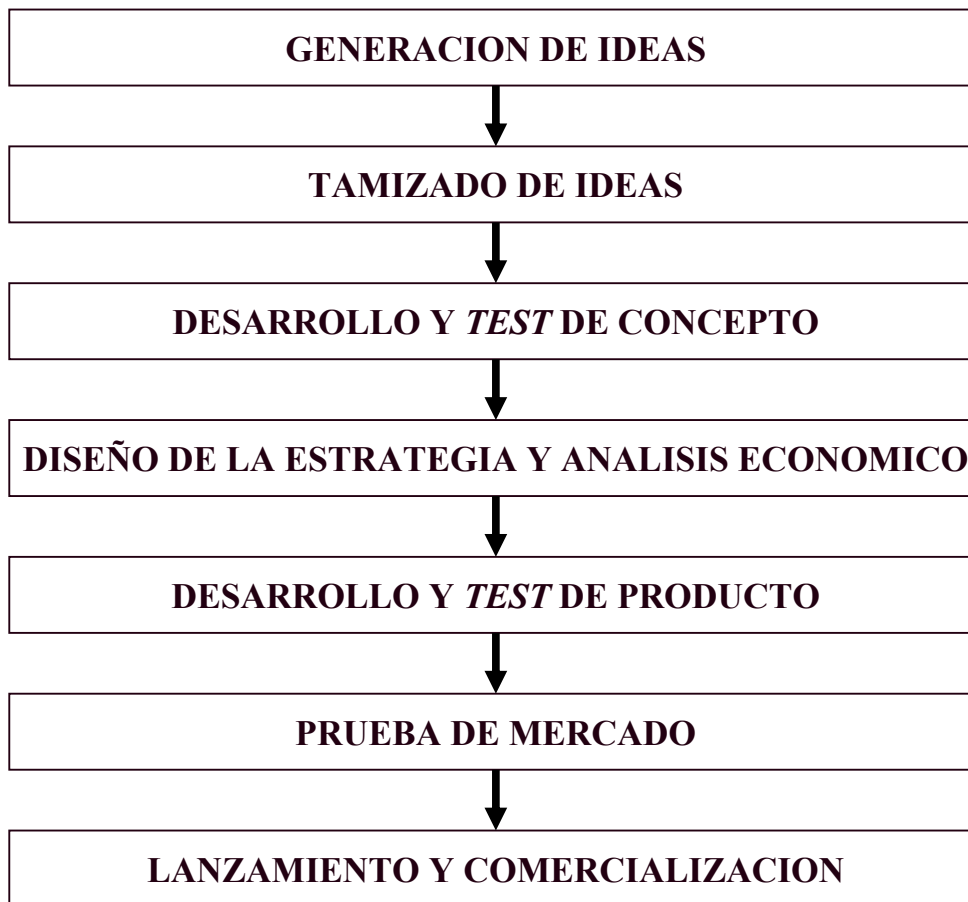 GENERACION DE IDEAS
TAMIZADO DE IDEAS
DESARROLLO Y TEST DE CONCEPTO
DISEÑO DE LA ESTRATEGIA Y ANALISIS ECONOMICO
DESARROLLO Y TEST DE PRODUCTO
PRUEBA DE MERCADO
LANZAMIENTO Y COMERCIALIZACION